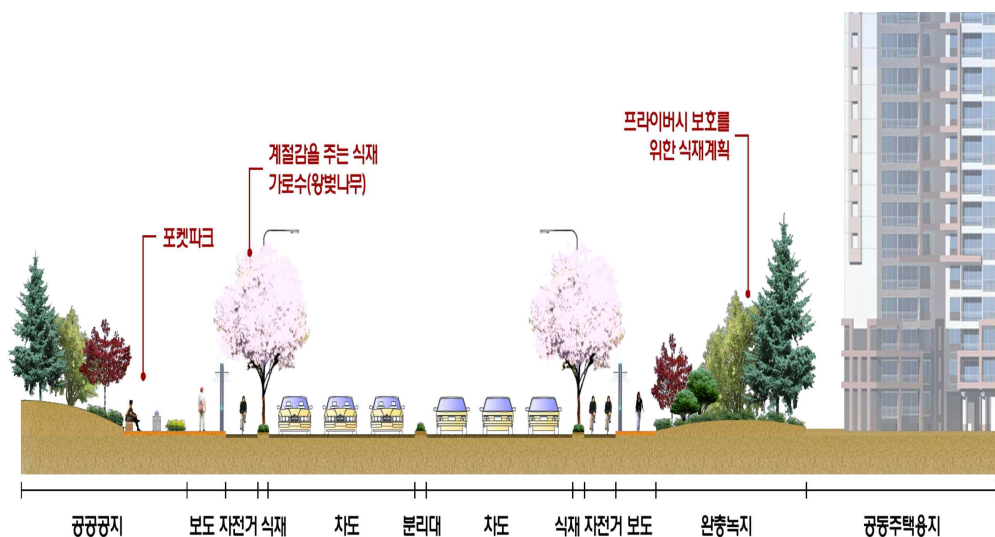 프라이버시 보호를
위한 식재계획
계절감을 주는 식재
가로수(왕벚나무)
포켓파크
공공공지 보도 자전거 식재 차도 분리대 차도 식재 자전거 보도 완충녹지 공동주택용지